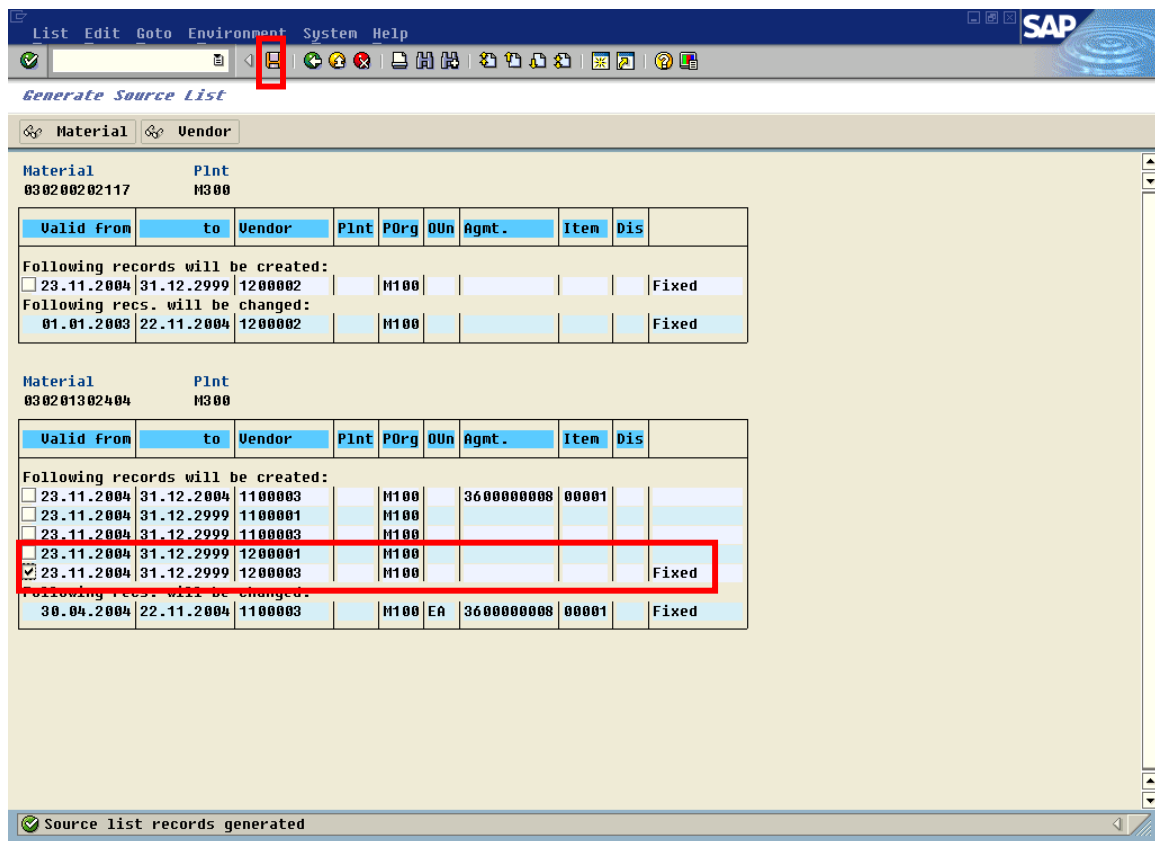 List Edit Goto Environment System Help
SAP
Generate Source List
Material Vendor
Material Plnt
030200202117 M300
Valid from to Vendor Plnt POrg OUn Agmt. Item Dis
Following records will be created:
23.11.2004 31.12.2999 1200002 M100 Fixed
Following recs. will be changed:
01.01.2003 22.11.2004 1200002 M100 Fixed
Material Plnt
030201302404 M300
Valid from to Vendor Plnt POrg OUn Agmt. Item Dis
Following records will be created:
23.11.2004 31.12.2004 1100003 M100 3600000008 00001
23.11.2004 31.12.2999 1100001 M100
23.11.2004 31.12.2999 1100003 M100
23.11.2004 31.12.2999 1200001 M100
23.11.2004 31.12.2999 1200003 M100 Fixed
Following recs. will be changed:
30.04.2004 22.11.2004 1100003 M100 EA 3600000008 00001 Fixed
Source list records generated